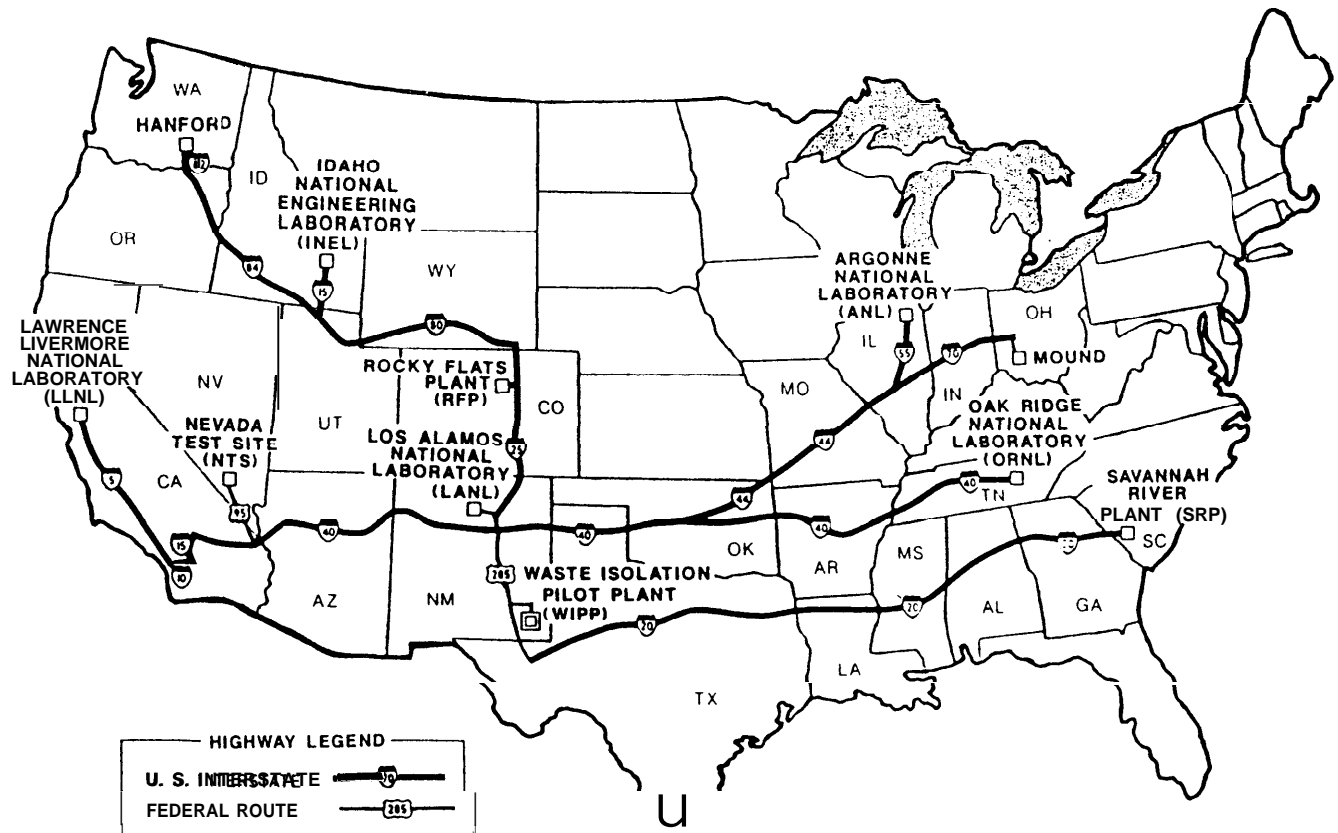 WA
HANFORD
82
ID
IDAHO
NATIONAL
ENGINEERING
LABORATORY
(INEL)
OR
84
15
WY
80
ARGONNE
NATIONAL
LABORATORY
(ANL)
IL
55
70
OH
MOUND
IN
MO
LAWRENCE
LIVERMORE
NATIONAL
LABORATORY
(LLNL)
NV
UT
ROCKY FLATS
PLANT
(RFP)
CO
25
NEVADA
TEST SITE
(NTS)
95
LOS ALAMOS
NATIONAL
LABORATORY
(LANL)
44
44
OAK RIDGE
NATIONAL
LABORATORY
(ORNL)
40
TN
SAVANNAH
RIVER
PLANT (SRP)
SC
CA
5
15
10
40
40
40
OK
AR
MS
AL
GA
AZ
NM
285
WASTE ISOLATION
PILOT PLANT
(WIPP)
20
20
LA
TX
HIGHWAY LEGEND
U. S. INTERSTATE
70
FEDERAL ROUTE
285
U